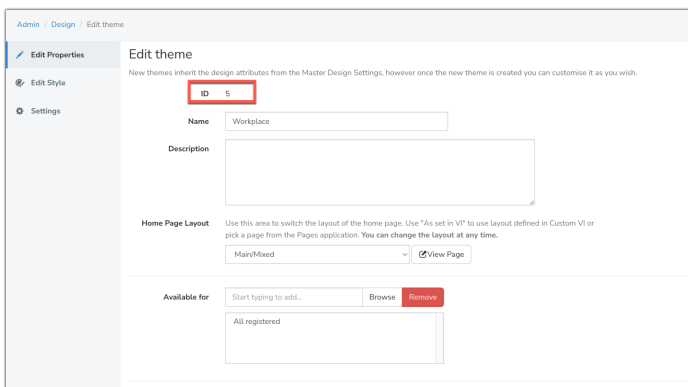 Admin / Design / Edit theme
Edit Properties
Edit Style
Settings
Edit theme
New themes inherit the design attributes from the Master Design Settings, however once the new theme is created you can customise it as you wish.
ID 5
Name Workplace
Description
Home Page Layout Use this area to switch the layout of the home page. Use "As set in VI" to use layout defined in Custom VI or
pick a page from the Pages application. You can change the layout at any time.
Main/Mixed View Page
Available for Start typing to add... Browse Remove
All registered